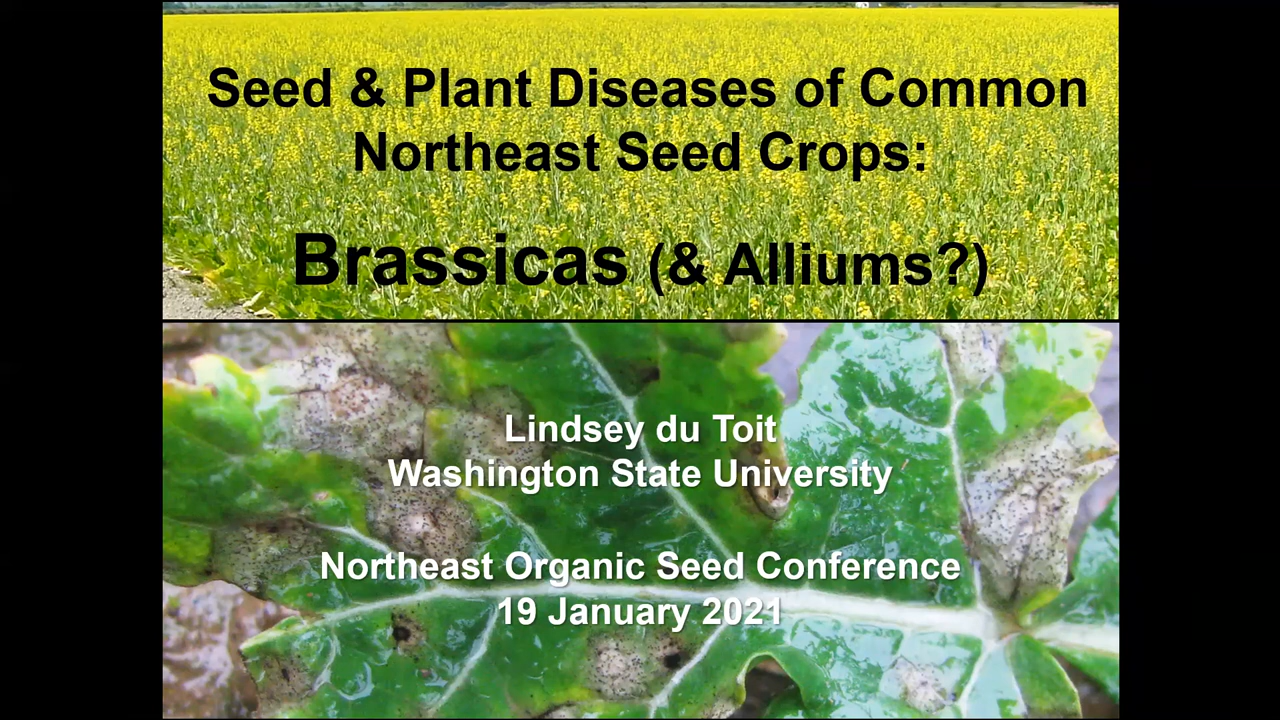 Seed & Plant Diseases of Common
Northeast Seed Crops:
Brassicas (& Alliums?)
Lindsey du Toit
Washington State University
Northeast Organic Seed Conference
19 January 2021